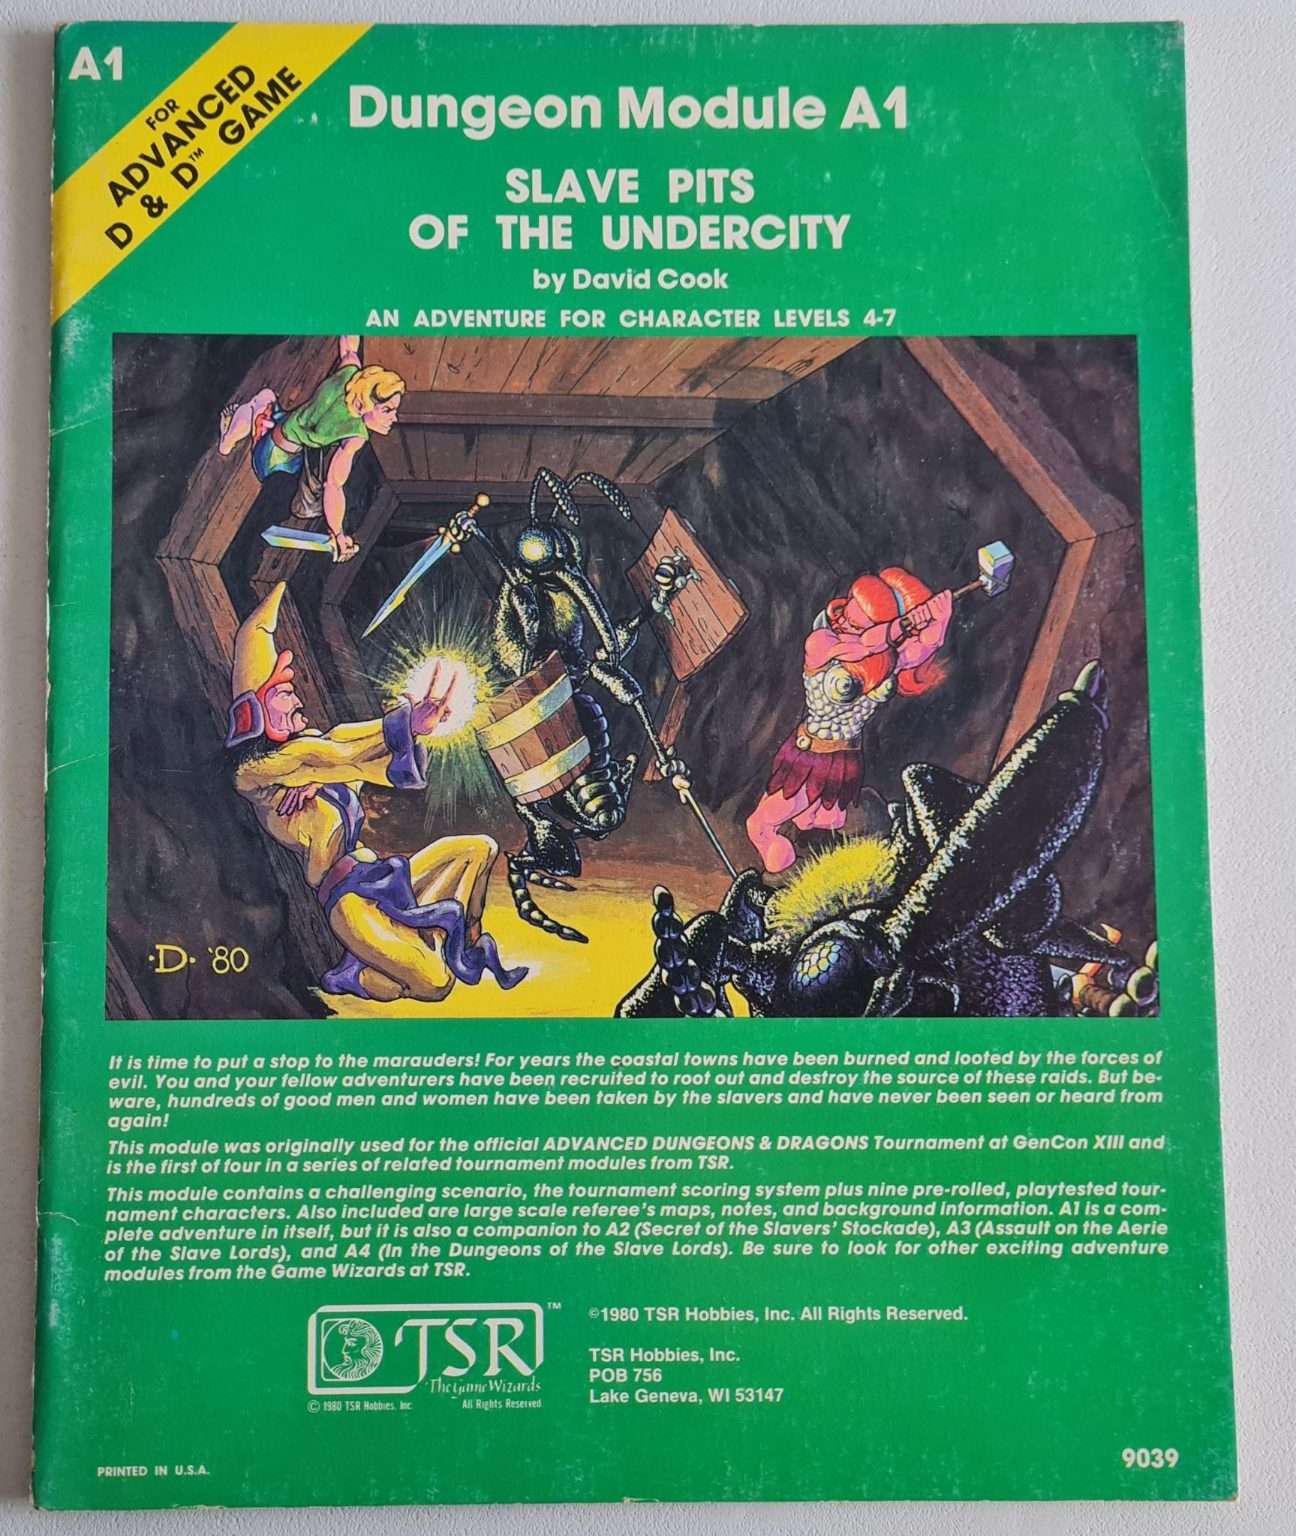 A1
FOR
ADVANCED
D & D™ GAME
Dungeon Module A1
SLAVE PITS
OF THE UNDERCITY
by David Cook
AN ADVENTURE FOR CHARACTER LEVELS 4-7
·D· '80
It is time to put a stop to the marauders! For years the coastal towns have been burned and looted by the forces of
evil. You and your fellow adventurers have been recruited to root out and destroy the source of these raids. But be-
ware, hundreds of good men and women have been taken by the slavers and have never been seen or heard from
again!
This module was originally used for the official ADVANCED DUNGEONS & DRAGONS Tournament at GenCon XIII and
is the first of four in a series of related tournament modules from TSR.
This module contains a challenging scenario, the tournament scoring system plus nine pre-rolled, playtested tour-
nament characters. Also included are large scale referee's maps, notes, and background information. A1 is a com-
plete adventure in itself, but it is also a companion to A2 (Secret of the Slavers' Stockade), A3 (Assault on the Aerie
of the Slave Lords), and A4 (In the Dungeons of the Slave Lords). Be sure to look for other exciting adventure
modules from the Game Wizards at TSR.
TSR™
The Game Wizards
© 1980 TSR Hobbies, Inc. All Rights Reserved
©1980 TSR Hobbies, Inc. All Rights Reserved.
TSR Hobbies, Inc.
POB 756
Lake Geneva, WI 53147
PRINTED IN U.S.A.
9039